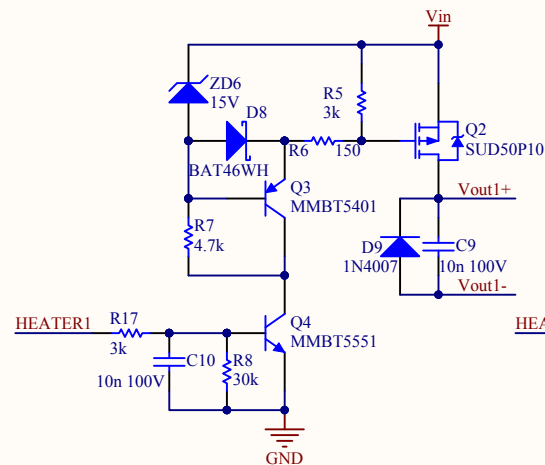 Vin
ZD6
15V
R5
3k
D8
Q2
R6
150
SUD50P10
BAT46WH
Q3
MMBT5401
Vout1+
R7
4.7k
D9
1N4007
C9
10n 100V
Vout1-
HEATER1
R17
3k
Q4
MMBT5551
HEA
C10
10n 100V
R8
30k
GND